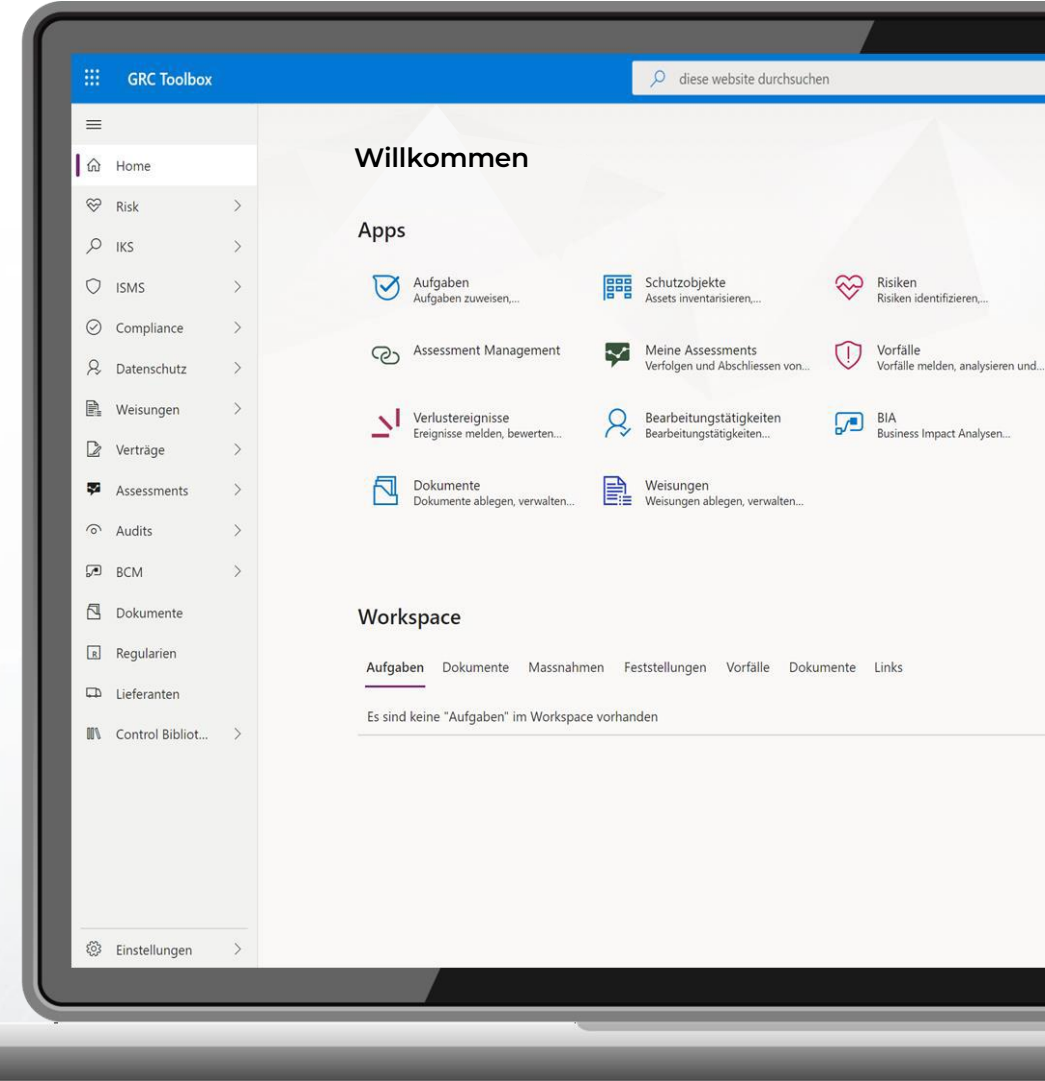 GRC Toolbox
diese website durchsuchen
Home
Risk
IKS
ISMS
Compliance
Datenschutz
Weisungen
Verträge
Assessments
Audits
BCM
Dokumente
Regularien
Lieferanten
Control Bibliot...
Einstellungen
Willkommen
Apps
Aufgaben
Aufgaben zuweisen,...
Schutzobjekte
Assets inventarisieren,...
Risiken
Risiken identifizieren,...
Assessment Management
Meine Assessments
Verfolgen und Abschliessen von...
Vorfälle
Vorfälle melden, analysieren und...
Verlustereignisse
Ereignisse melden, bewerten...
Bearbeitungstätigkeiten
Bearbeitungstätigkeiten...
BIA
Business Impact Analysen...
Dokumente
Dokumente ablegen, verwalten...
Weisungen
Weisungen ablegen, verwalten...
Workspace
Aufgaben Dokumente Massnahmen Feststellungen Vorfälle Dokumente Links
Es sind keine "Aufgaben" im Workspace vorhanden